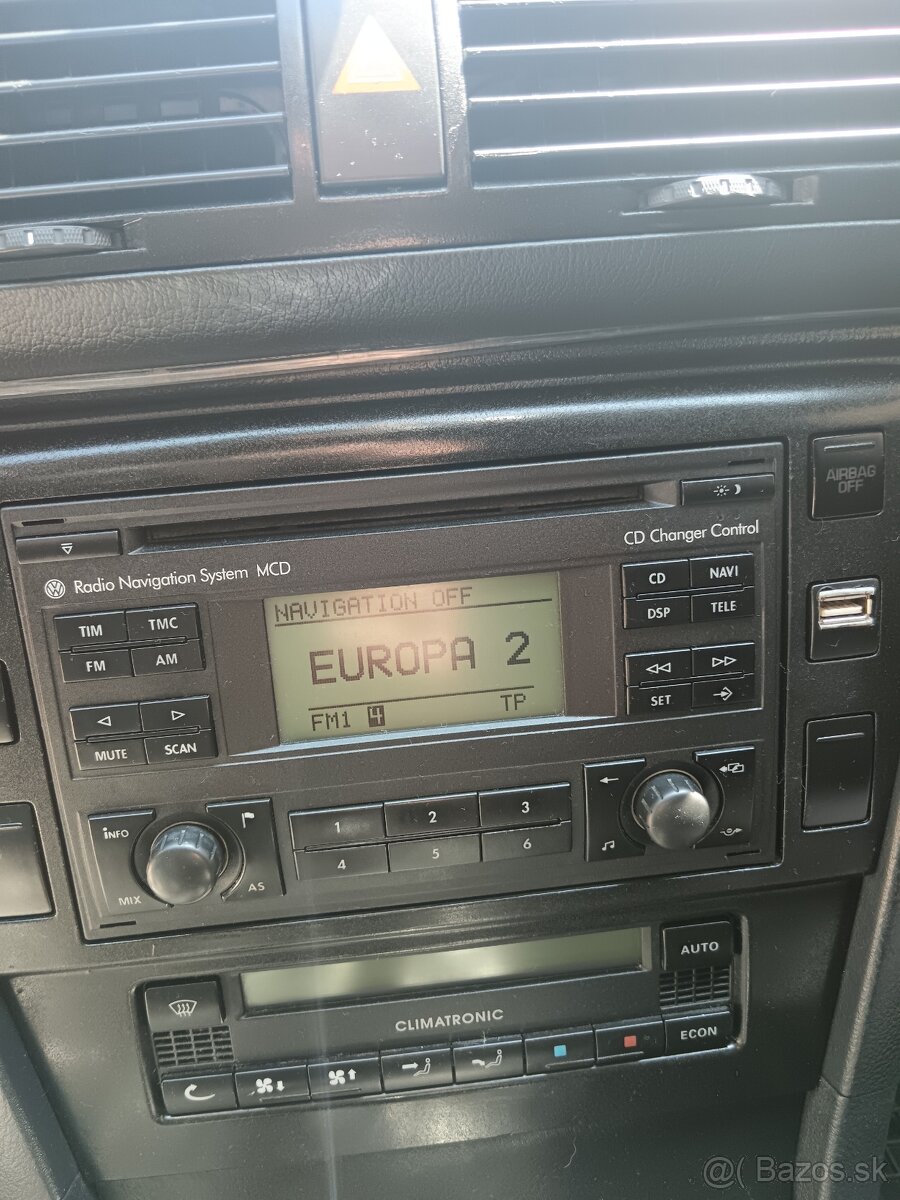 AIRBAG OFF
CD Changer Control
Radio Navigation System MCD
CD NAVI
DSP TELE
TIM TMC
FM AM
NAVIGATION OFF
EUROPA 2
FM1 4 TP
SET
MUTE SCAN
INFO
MIX AS
1 2 3
4 5 6
AUTO
CLIMATRONIC
ECON
@( Bazos.sk